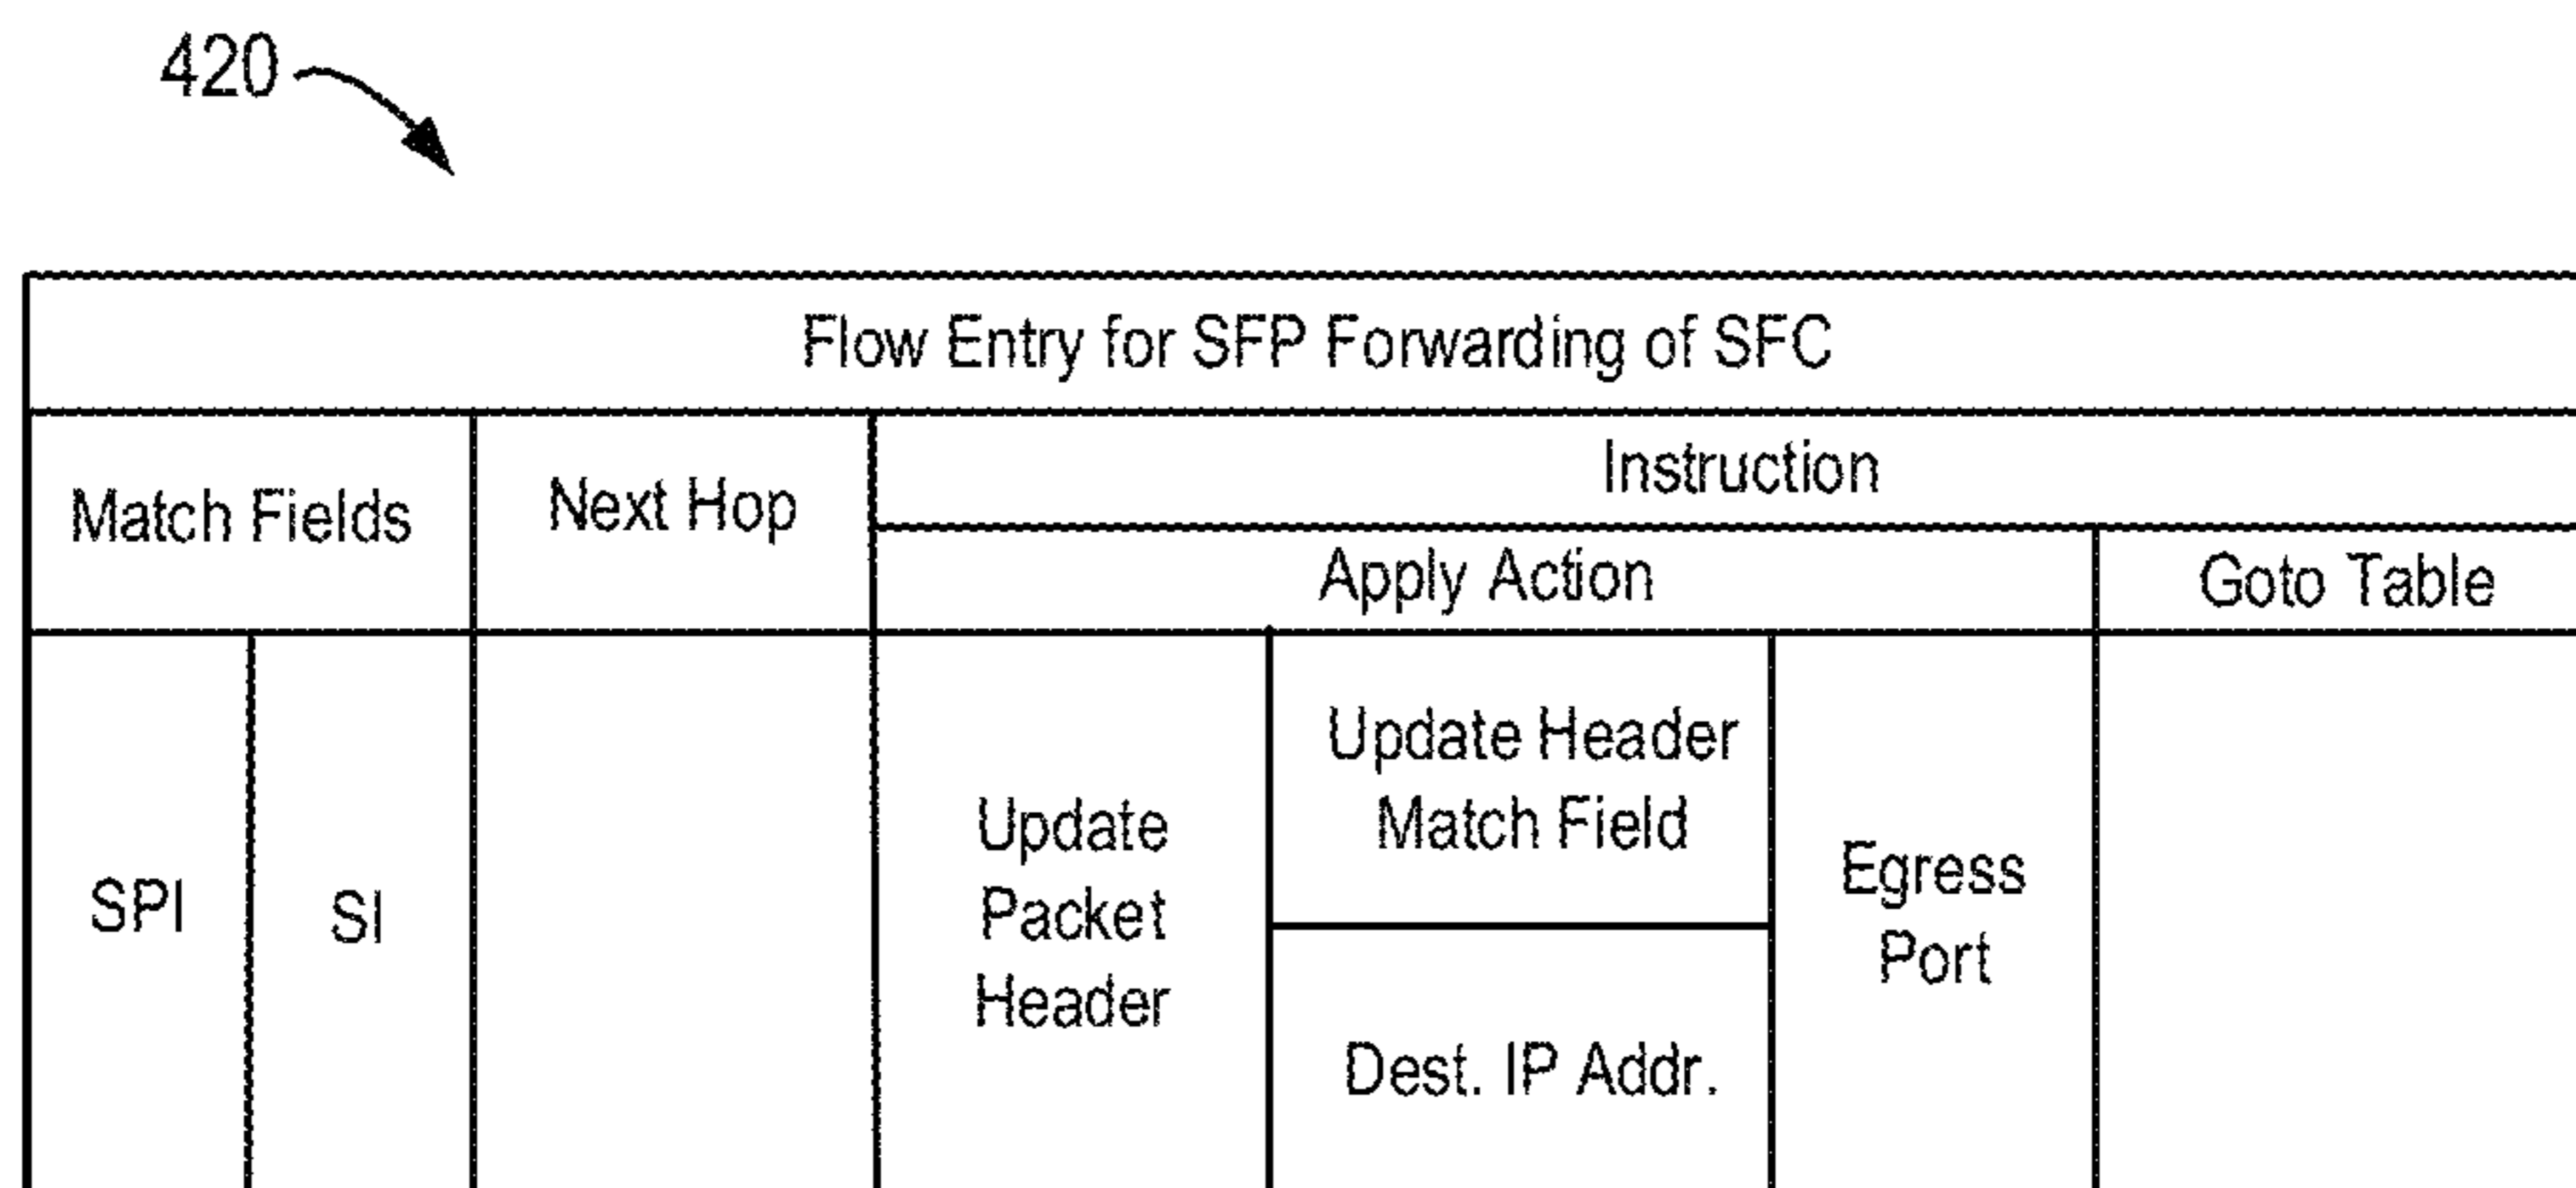 420
Flow Entry for SFP Forwarding of SFC
Match Fields
Next Hop
Instruction
Apply Action
Goto Table
SPI
SI
Update
Packet
Header
Update Header
Match Field
Dest. IP Addr.
Egress
Port